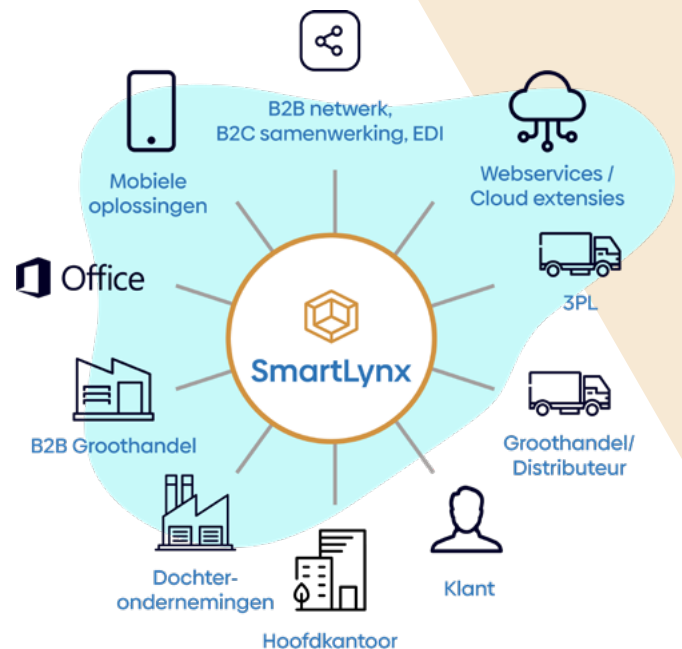 B2B netwerk,
B2C samenwerking, EDI
Mobiele
oplossingen
Webservices /
Cloud extensies
Office
3PL
SmartLynx
B2B Groothandel
Groothandel/
Distributeur
Dochter-
ondernemingen
Klant
Hoofdkantoor